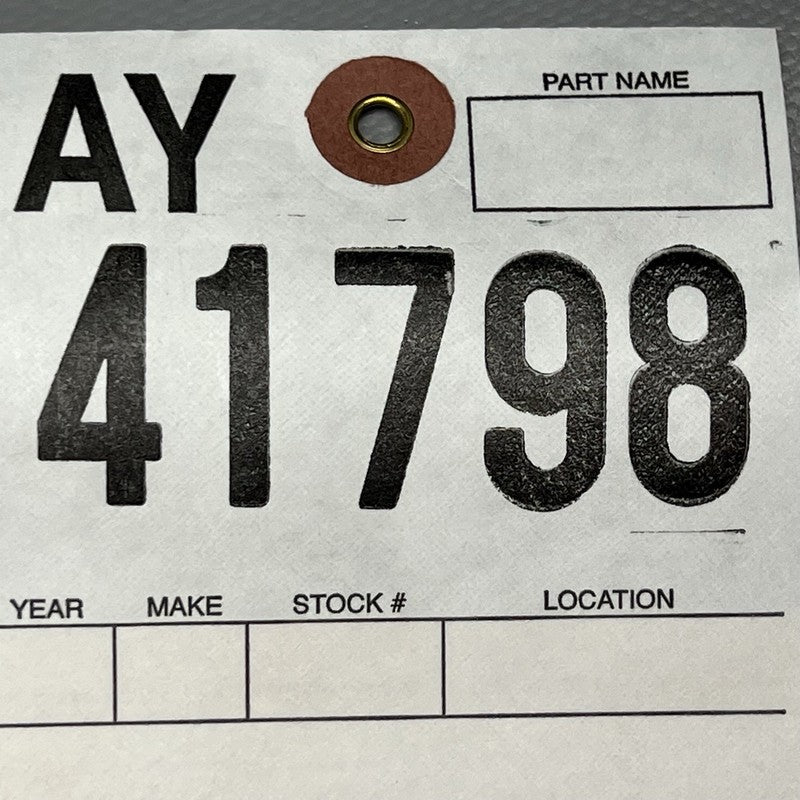 AY
PART NAME
41798
YEAR MAKE STOCK # LOCATION